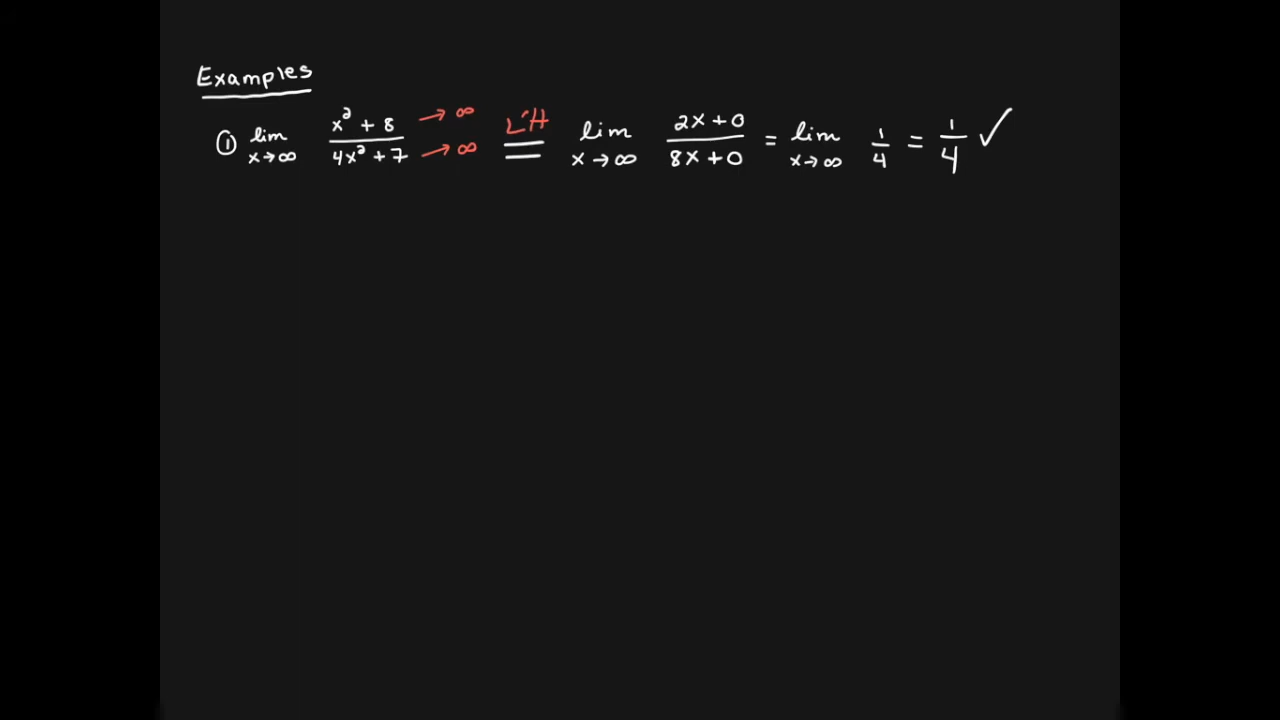 Examples
① lim x→∞ (x² + 8)/(4x² + 7) → ∞ → ∞ L'H = lim x→∞ (2x + 0)/(8x + 0) = lim x→∞ 1/4 = 1/4 ✓